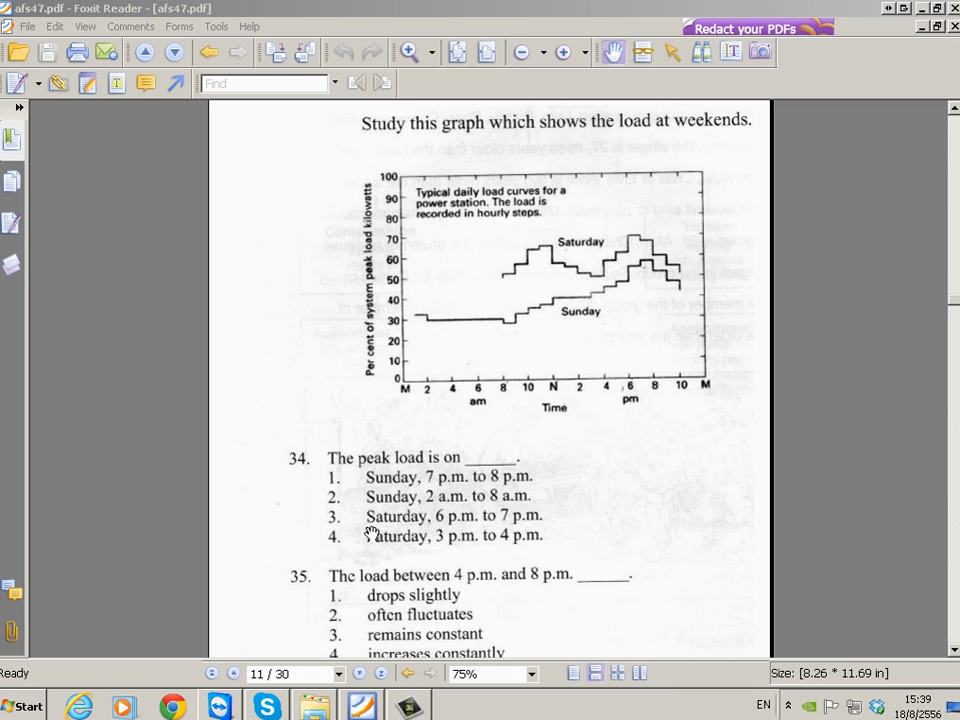 afs47.pdf - Foxit Reader - [afs47.pdf]
File Edit View Comments Forms Tools Help
Redact your PDFs
Find
Study this graph which shows the load at weekends.
100
90
80
70
60
50
40
30
20
10
0
Per cent of system peak load kilowatts
Typical daily load curves for a
power station. The load is
recorded in hourly steps.
Saturday
Sunday
M 2 4 6 8 10 N 2 4 6 8 10 M
am pm
Time
34. The peak load is on ______.
1. Sunday, 7 p.m. to 8 p.m.
2. Sunday, 2 a.m. to 8 a.m.
3. Saturday, 6 p.m. to 7 p.m.
4. Saturday, 3 p.m. to 4 p.m.
35. The load between 4 p.m. and 8 p.m. ______.
1. drops slightly
2. often fluctuates
3. remains constant
4. increases constantly
Ready 11 / 30 75% Size: [8.26 * 11.69 in]
Start EN 15:39
18/8/2556